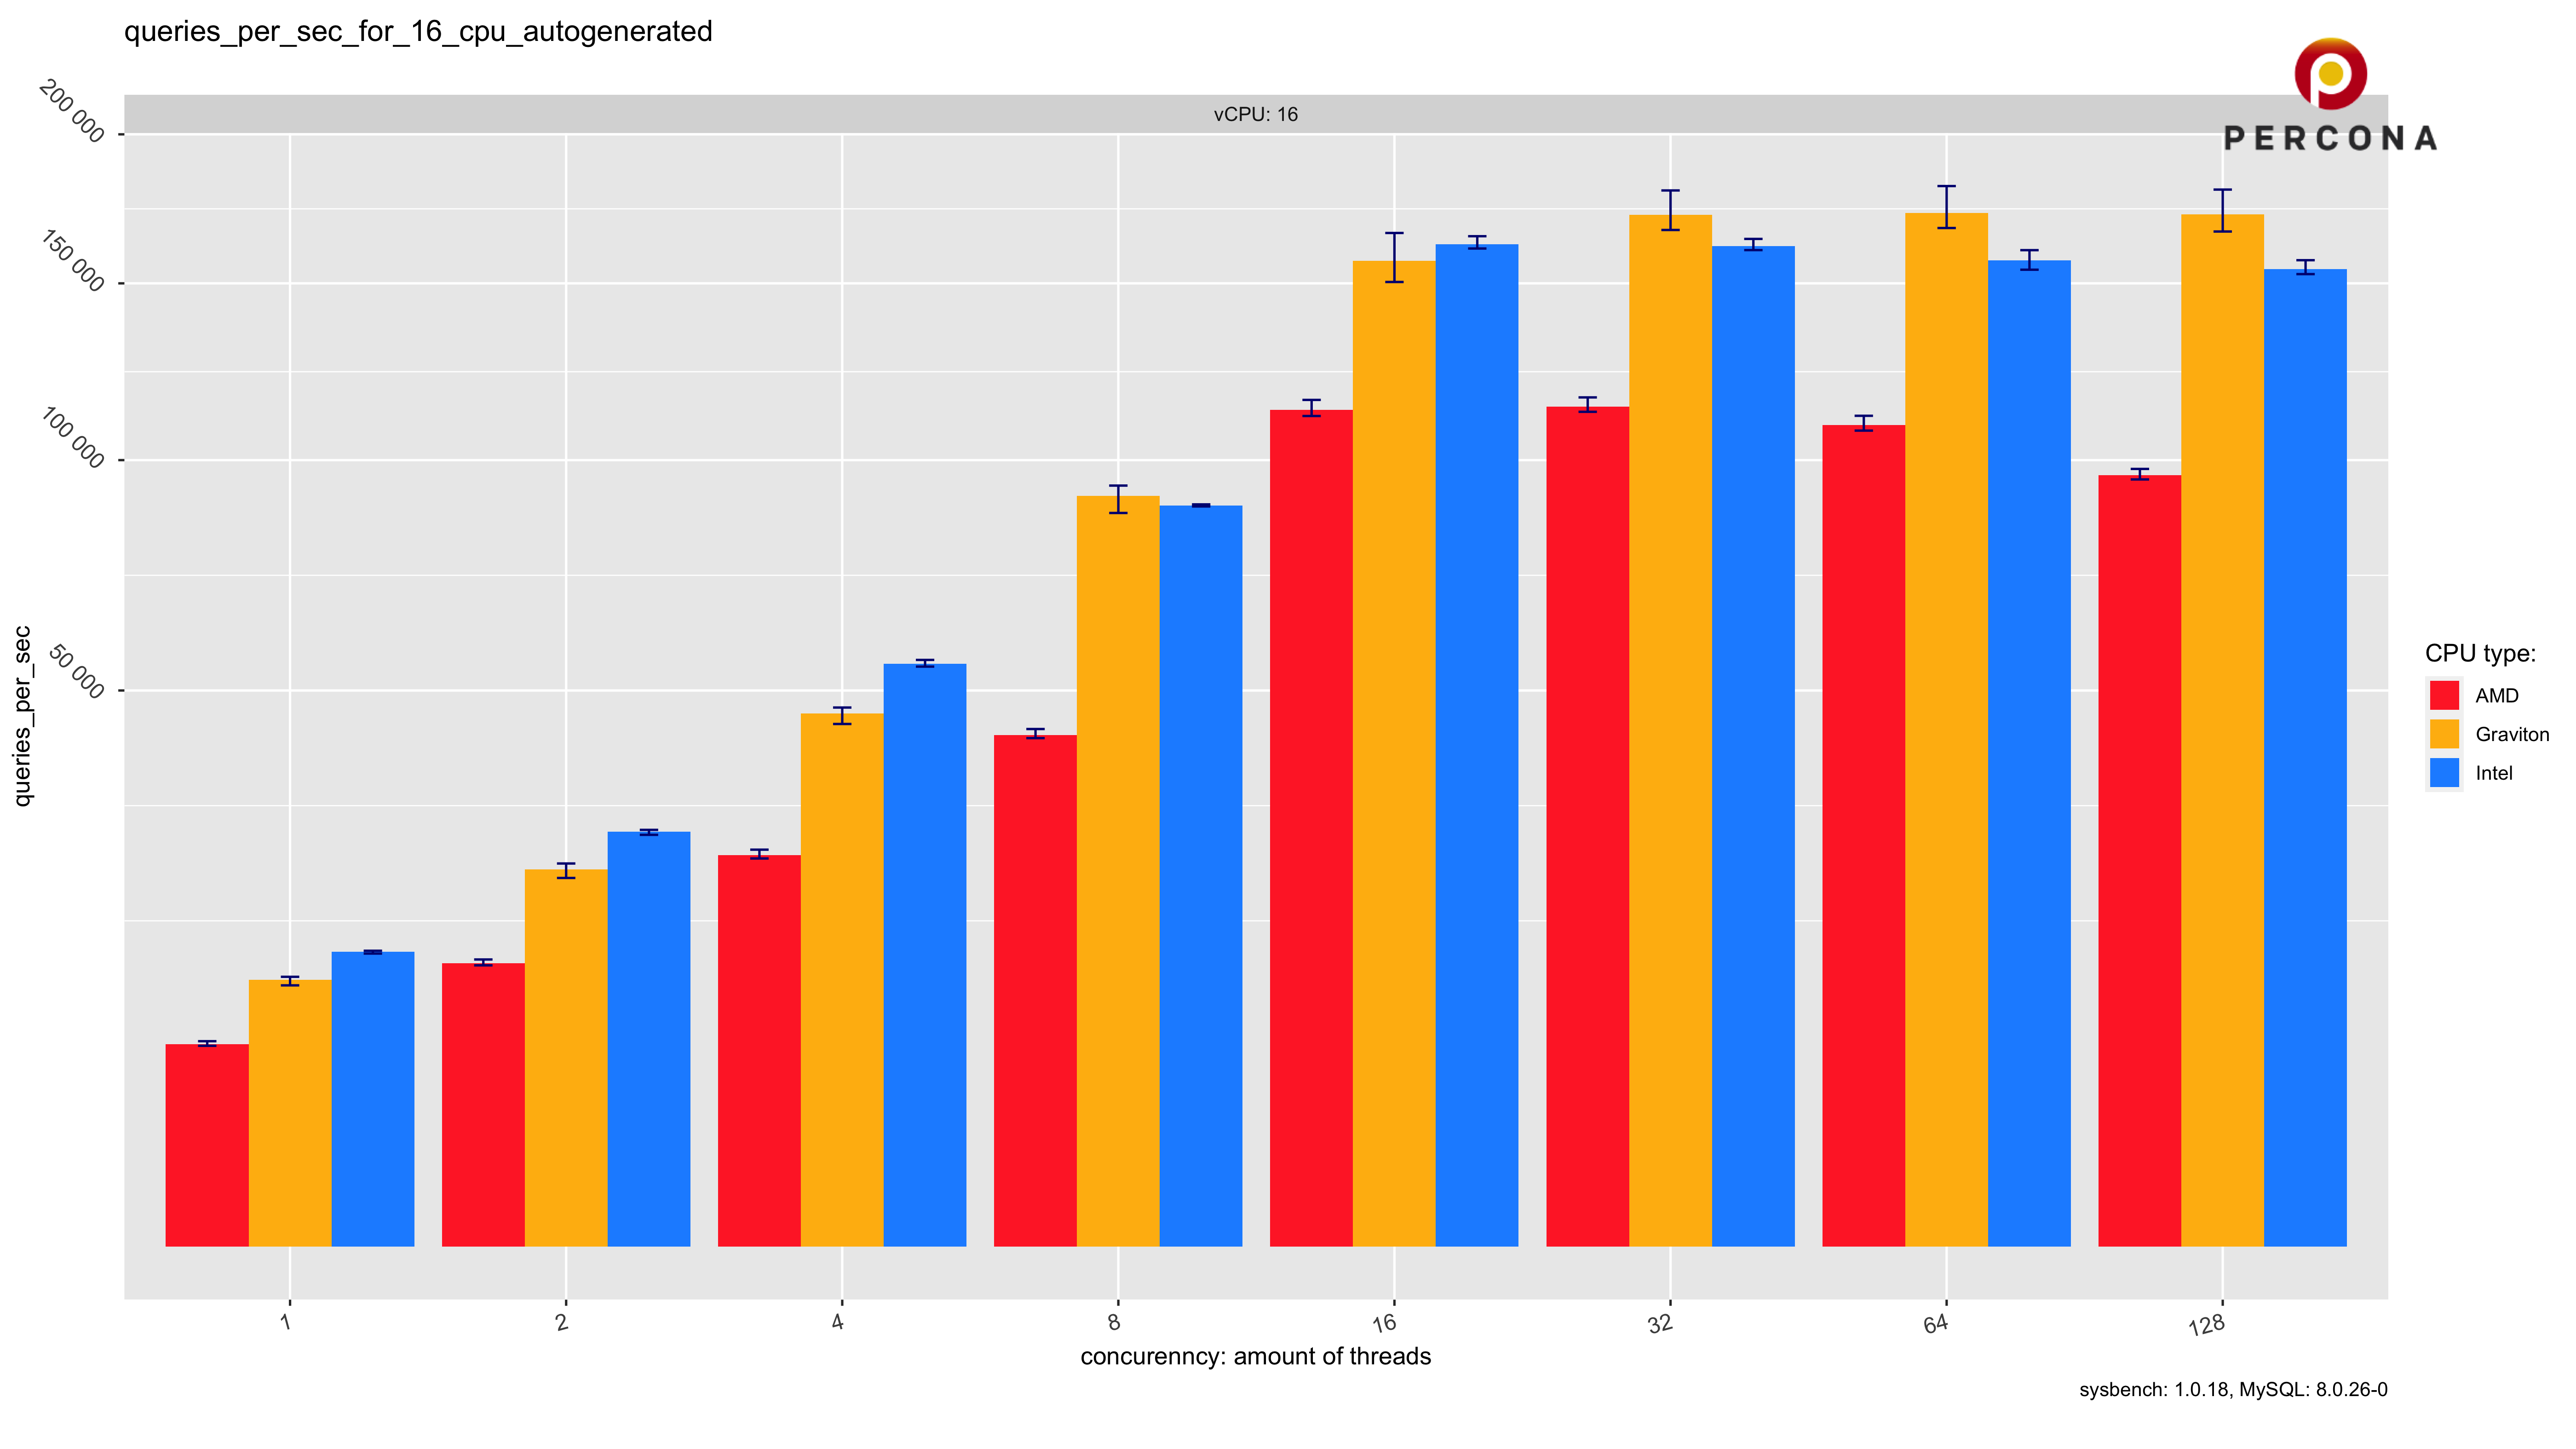 queries_per_sec_for_16_cpu_autogenerated
PERCONA
vCPU: 16
200 000
150 000
100 000
50 000
queries_per_sec
CPU type:
AMD
Graviton
Intel
1 2 4 8 16 32 64 128
concurenncy: amount of threads
sysbench: 1.0.18, MySQL: 8.0.26-0